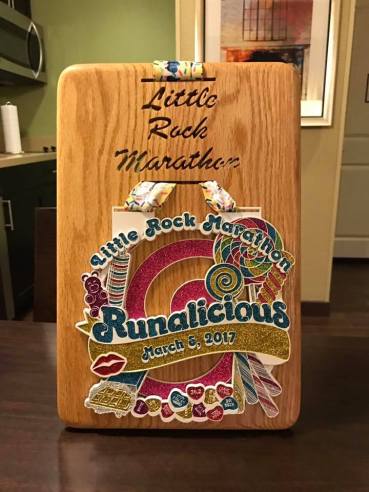 Little
Rock
Marathon
Little Rock Marathon
Runalicious
March 5, 2017